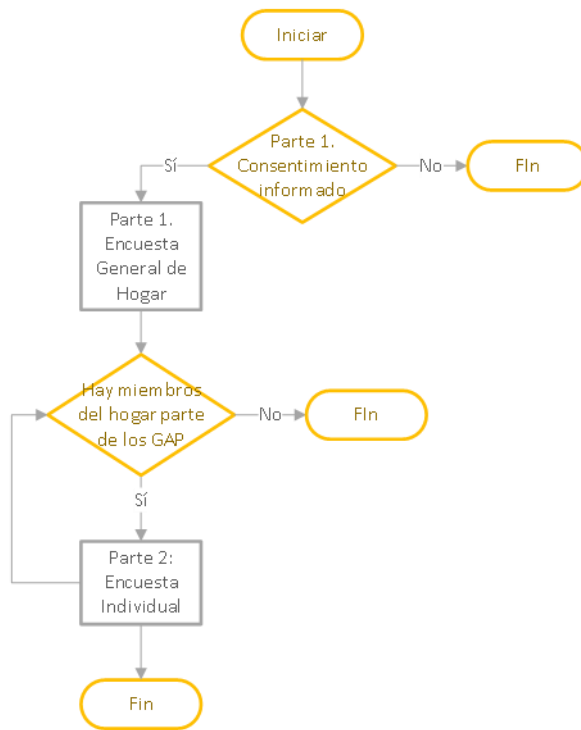 Iniciar
Parte 1.
Consentimiento
informado
Sí
No
FIn
Parte 1.
Encuesta
General de
Hogar
Hay miembros
del hogar parte
de los GAP
No
FIn
Sí
Parte 2:
Encuesta
Individual
Fin